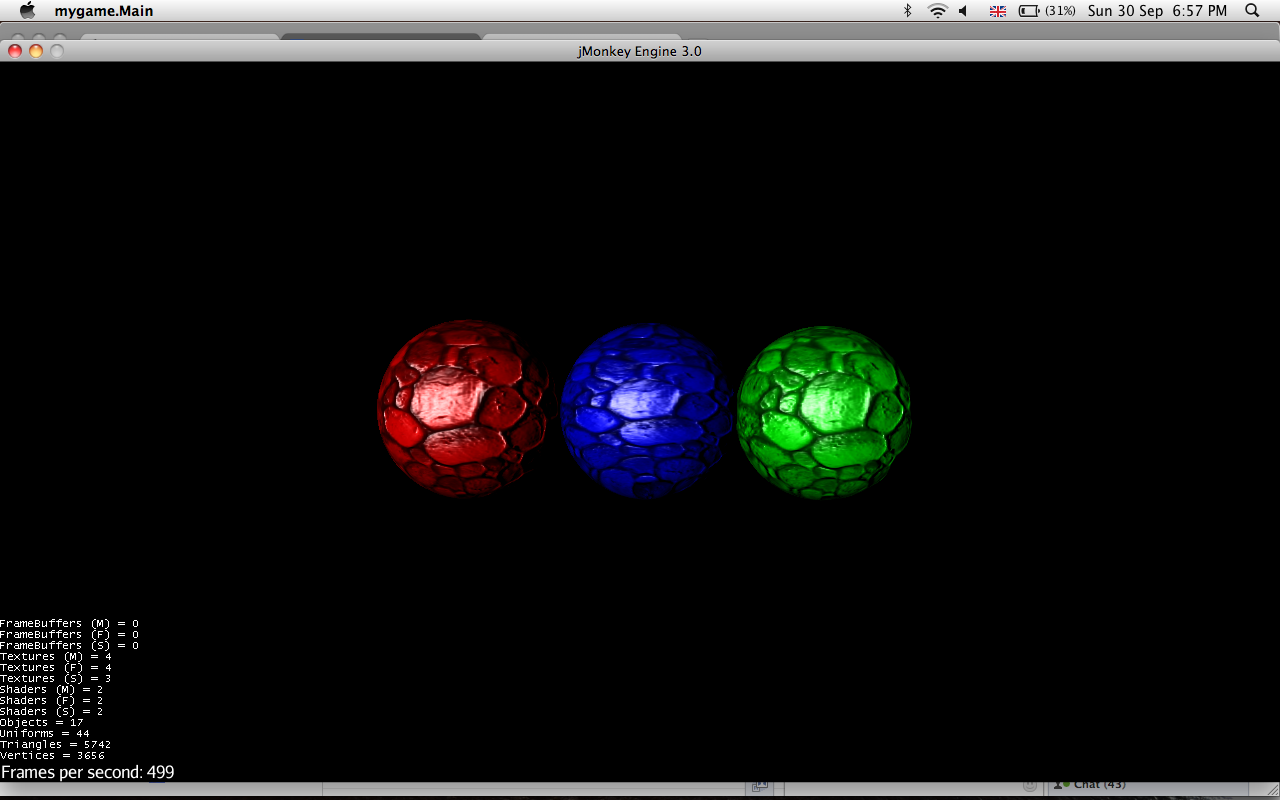 mygame.Main
(31%) Sun 30 Sep 6:57 PM
jMonkey Engine 3.0
FrameBuffers (M) = 0
FrameBuffers (F) = 0
FrameBuffers (S) = 0
Textures (M) = 4
Textures (F) = 4
Textures (S) = 3
Shaders (M) = 2
Shaders (F) = 2
Shaders (S) = 2
Objects = 17
Uniforms = 44
Triangles = 5742
Vertices = 3656
Frames per second: 499
Chat (43)